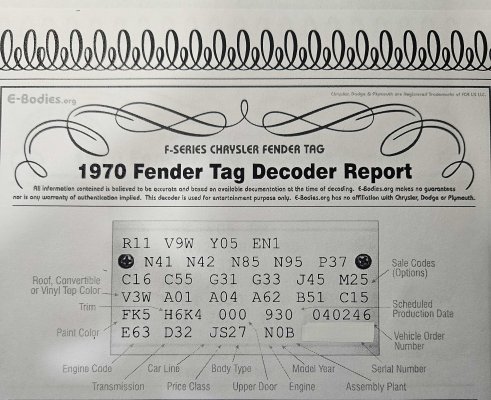 E-Bodies.org
Chrysler, Dodge & Plymouth are Registered Trademarks of FCA US LLC.
F-SERIES CHRYSLER FENDER TAG
1970 Fender Tag Decoder Report
All information contained is believed to be accurate and based on available documentation at the time of decoding. E-Bodies.org makes no guarantees
nor is any warranty of authentication implied. This decoder is used for entertainment purpose only. E-Bodies.org has no affiliation with Chrysler, Dodge or Plymouth.
R11 V9W Y05 EN1
N41 N42 N85 N95 P37
C16 C55 G31 G33 J45 M25
V3W A01 A04 A62 B51 C15
FK5 H6K4 000 930 040246
E63 D32 JS27 N0B
Roof, Convertible
or Vinyl Top Color
Trim
Paint Color
Sale Codes
(Options)
Scheduled
Production Date
Vehicle Order
Number
Engine Code
Car Line
Body Type
Model Year
Serial Number
Transmission
Price Class
Upper Door
Engine
Assembly Plant